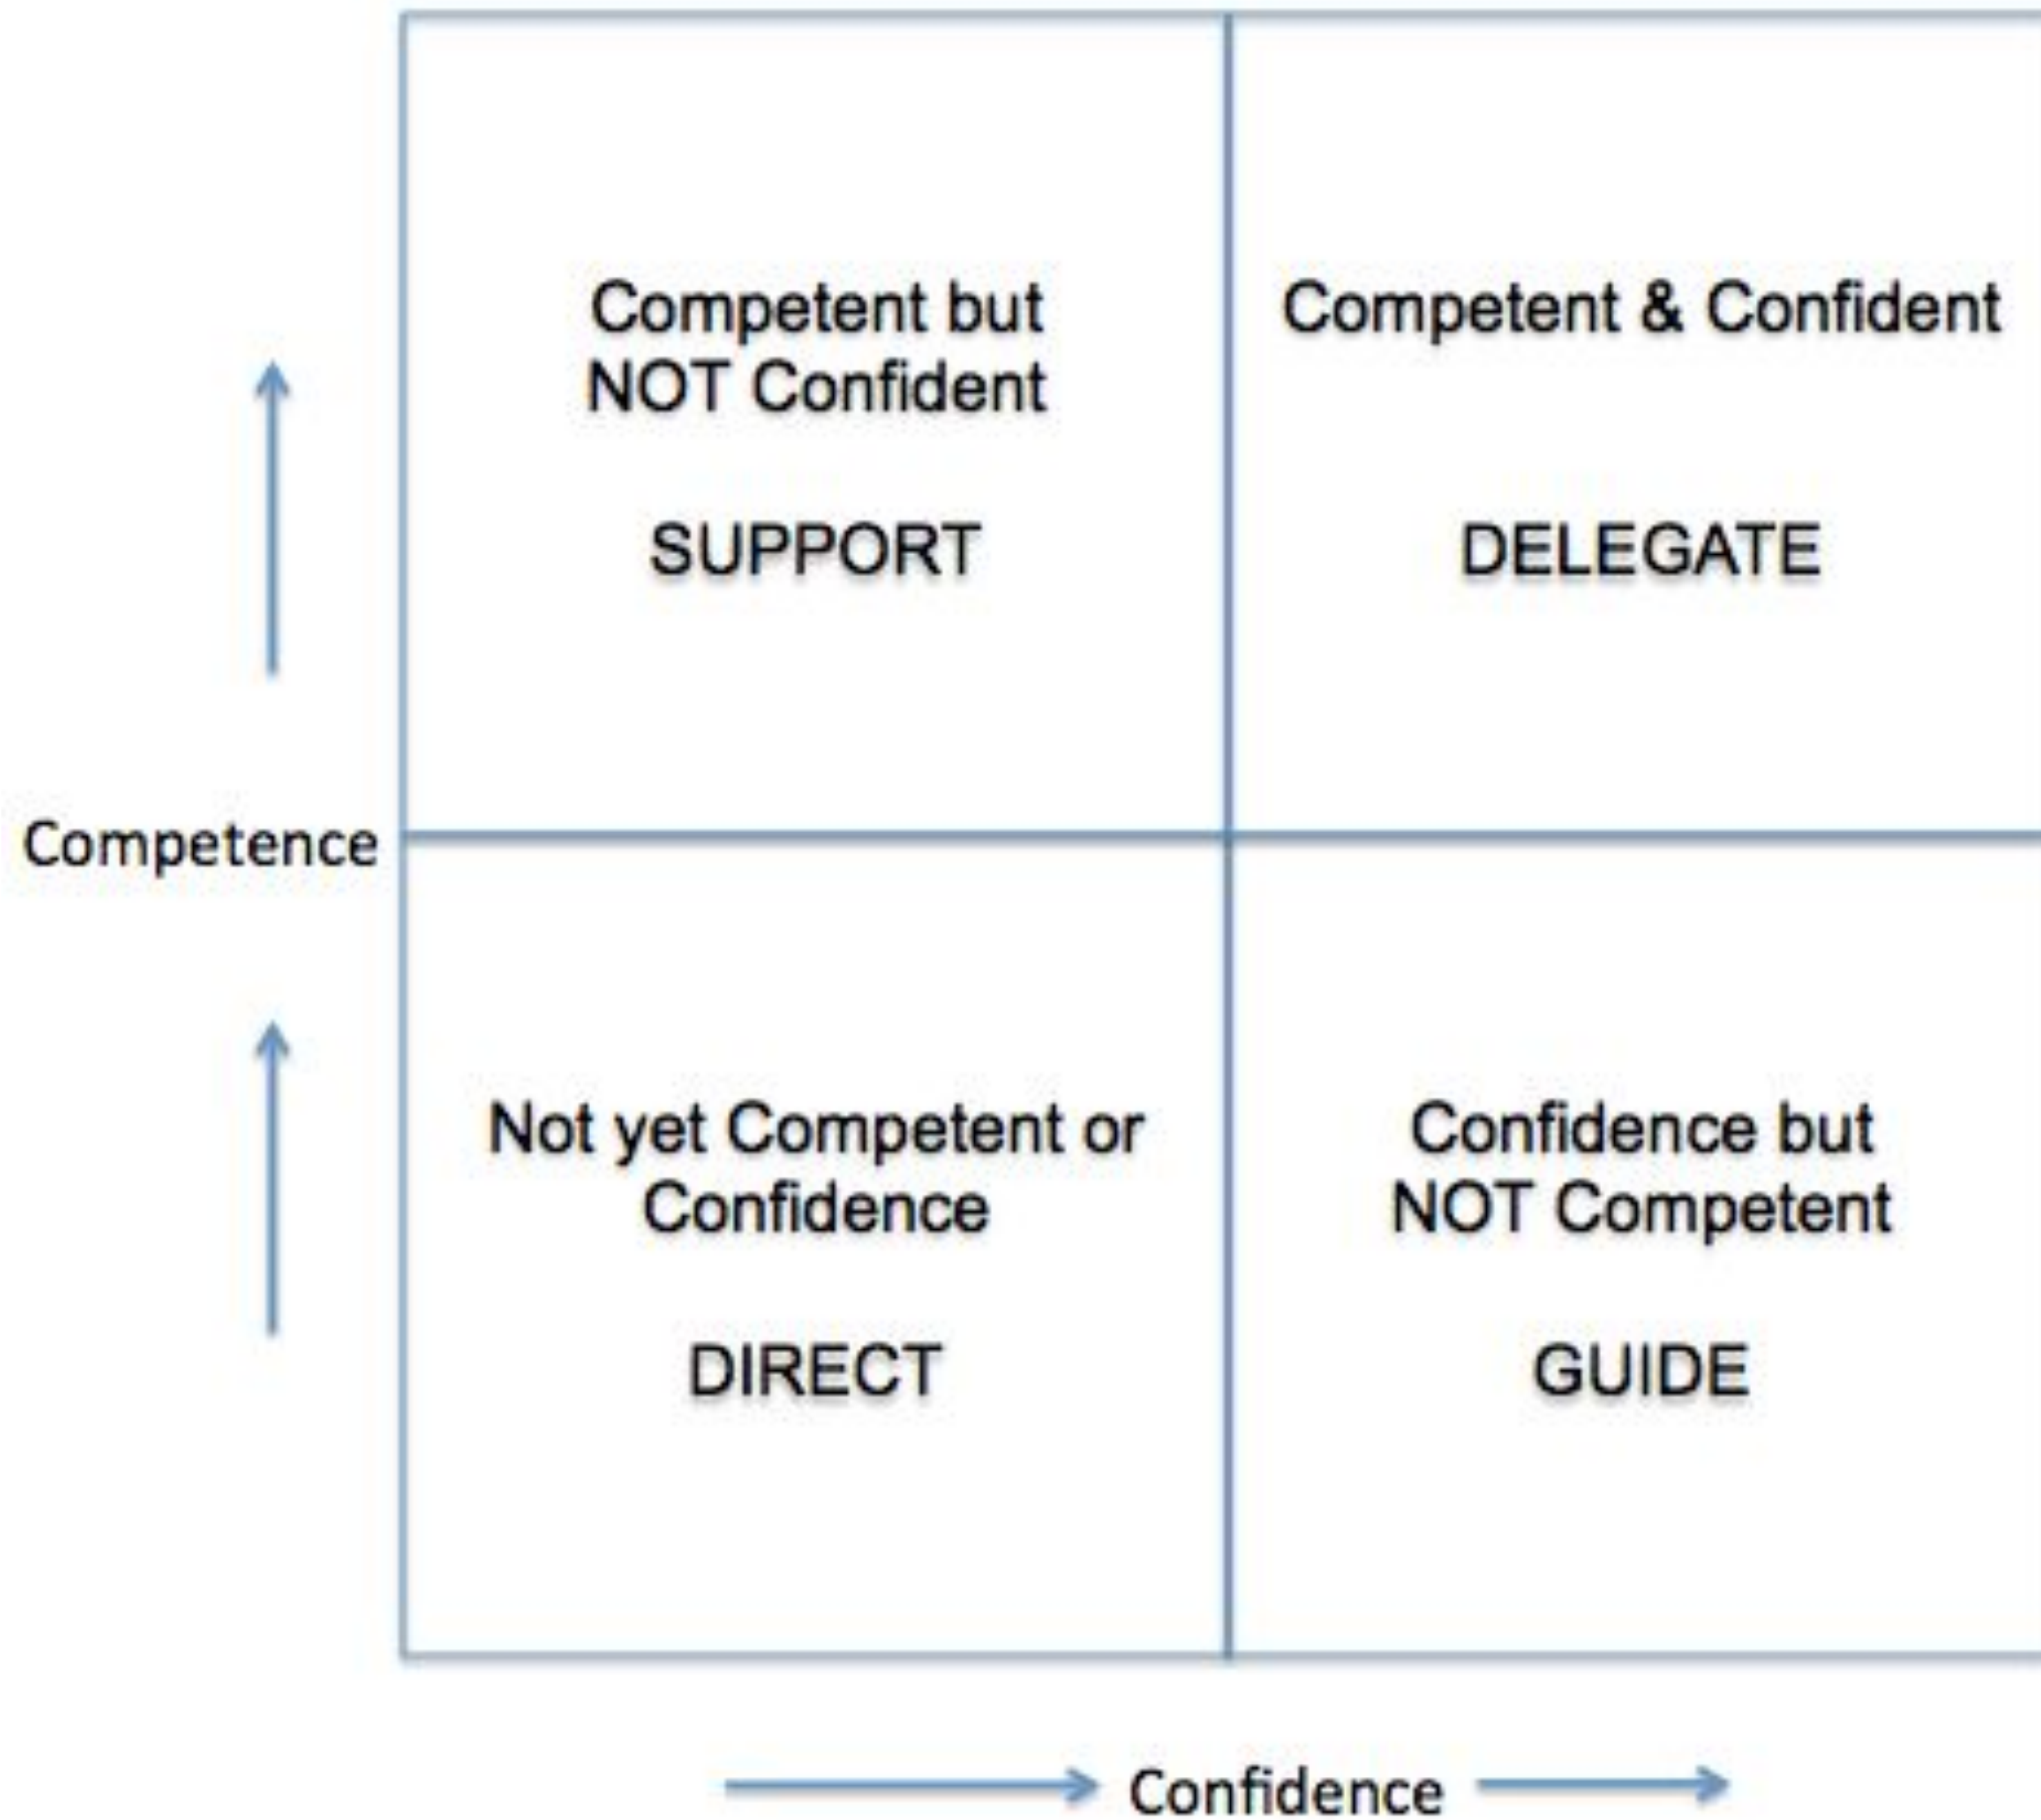 Competent but
NOT Confident
SUPPORT
Competent & Confident
DELEGATE
Competence
Not yet Competent or
Confidence
DIRECT
Confidence but
NOT Competent
GUIDE
Confidence